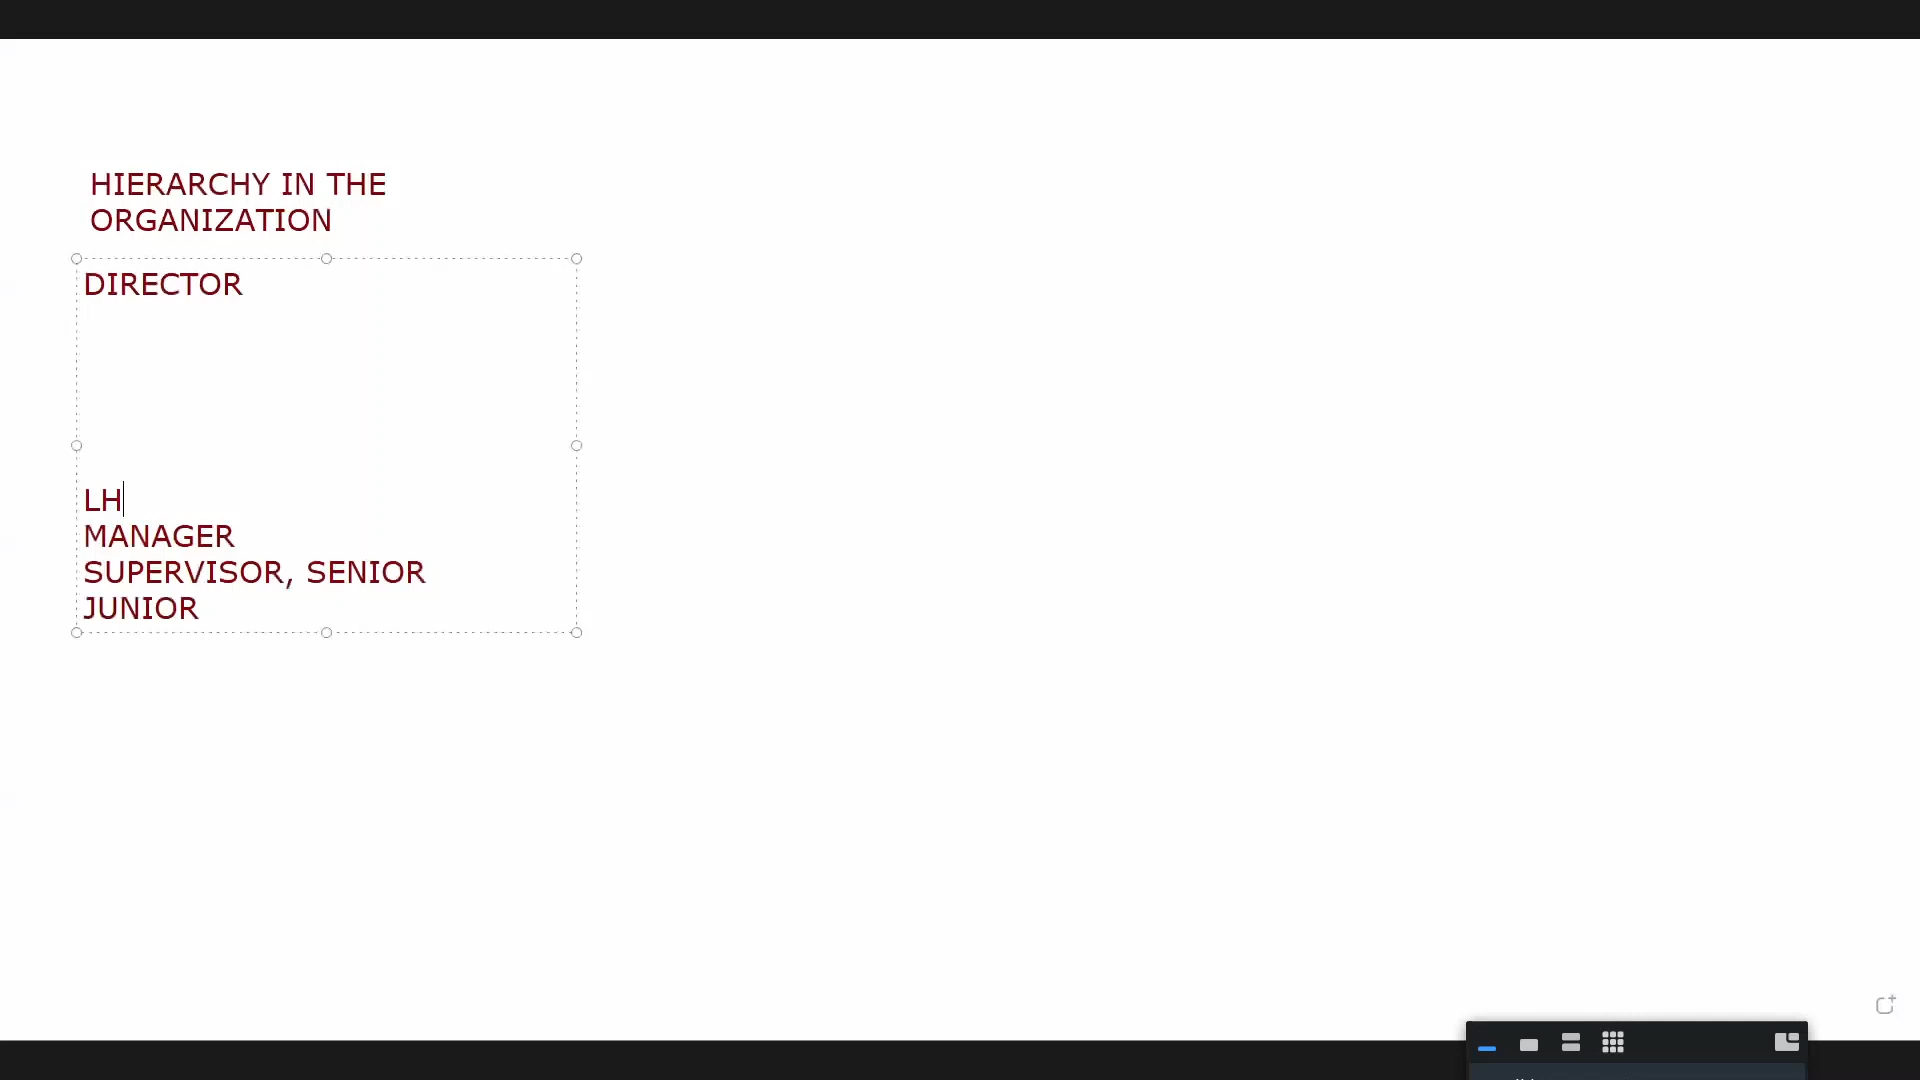 HIERARCHY IN THE
ORGANIZATION
DIRECTOR
LH
MANAGER
SUPERVISOR, SENIOR
JUNIOR